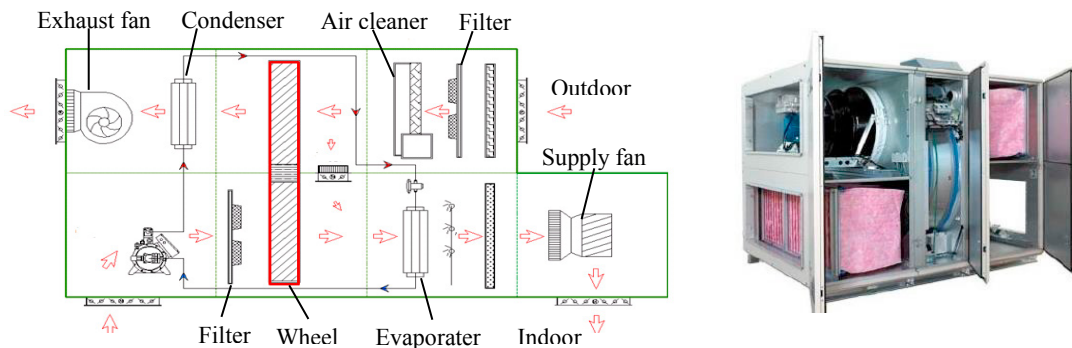 Exhaust fan
Condenser
Air cleaner
Filter
Outdoor
Supply fan
Filter
Wheel
Evaporater
Indoor